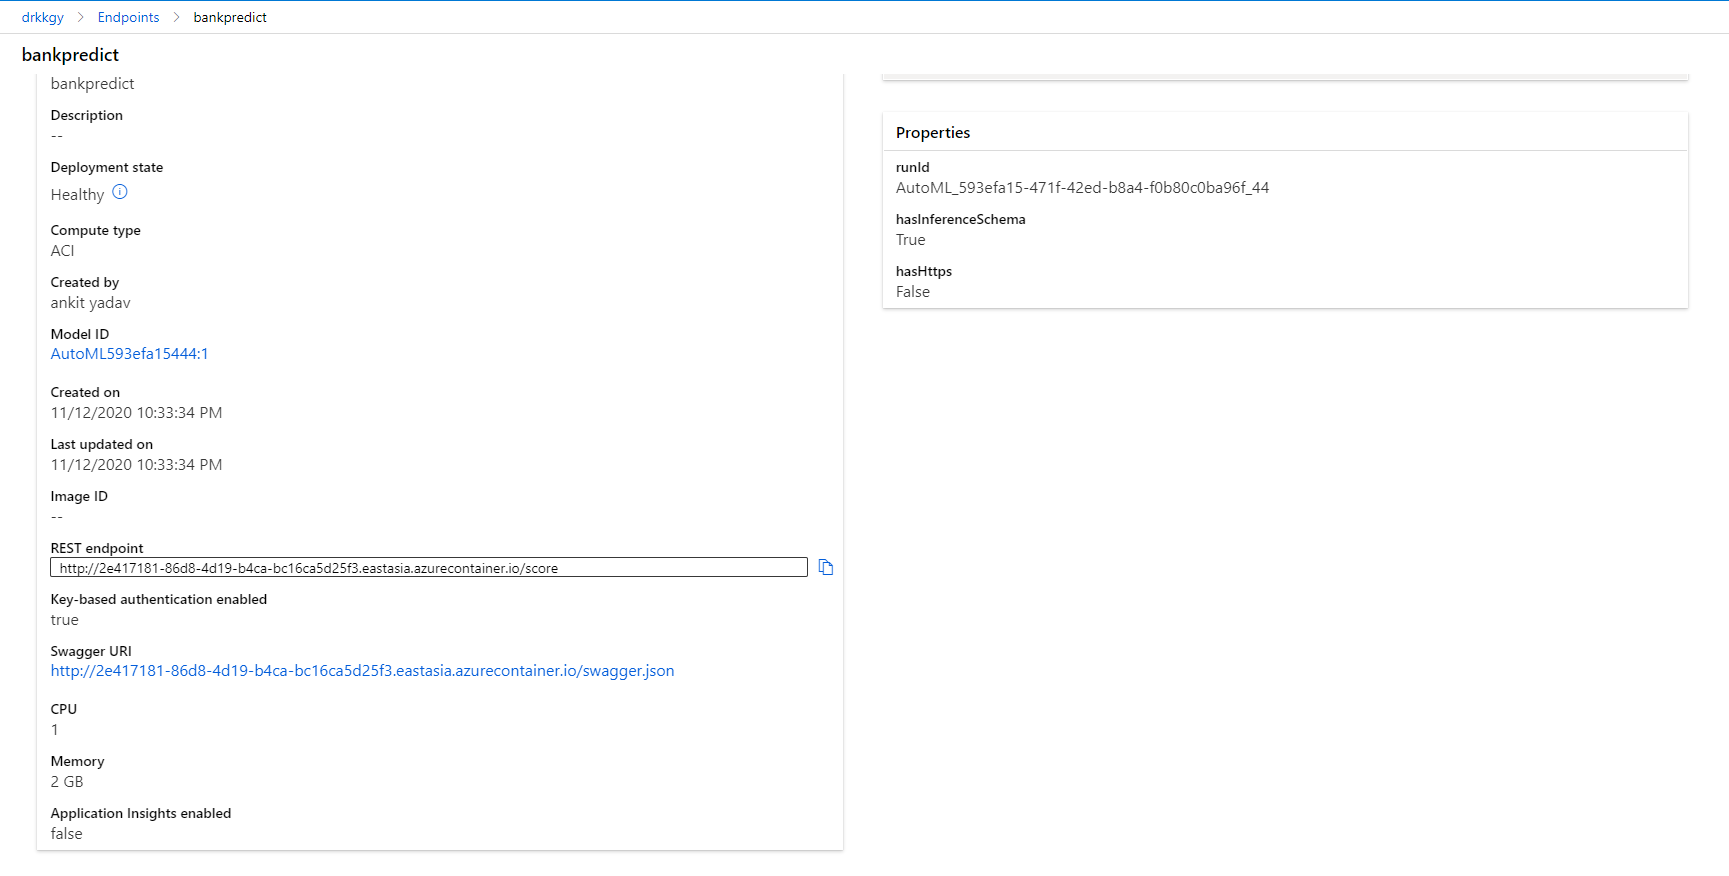 drkkgy > Endpoints > bankpredict
bankpredict
bankpredict
Description
--
Deployment state
Healthy
Compute type
ACI
Created by
ankit yadav
Model ID
AutoML593efa15444:1
Created on
11/12/2020 10:33:34 PM
Last updated on
11/12/2020 10:33:34 PM
Image ID
--
REST endpoint
http://2e417181-86d8-4d19-b4ca-bc16ca5d25f3.eastasia.azurecontainer.io/score
Key-based authentication enabled
true
Swagger URI
http://2e417181-86d8-4d19-b4ca-bc16ca5d25f3.eastasia.azurecontainer.io/swagger.json
CPU
1
Memory
2 GB
Application Insights enabled
false
Properties
runId
AutoML_593efa15-471f-42ed-b8a4-f0b80c0ba96f_44
hasInferenceSchema
True
hasHttps
False